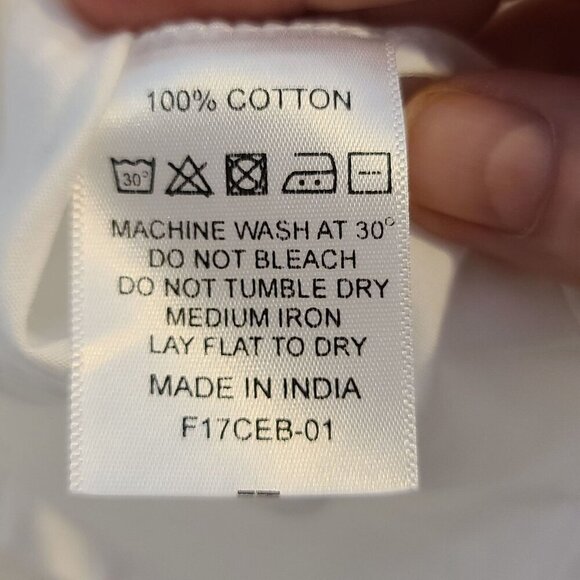 100% COTTON
30°
MACHINE WASH AT 30°
DO NOT BLEACH
DO NOT TUMBLE DRY
MEDIUM IRON
LAY FLAT TO DRY
MADE IN INDIA
F17CEB-01